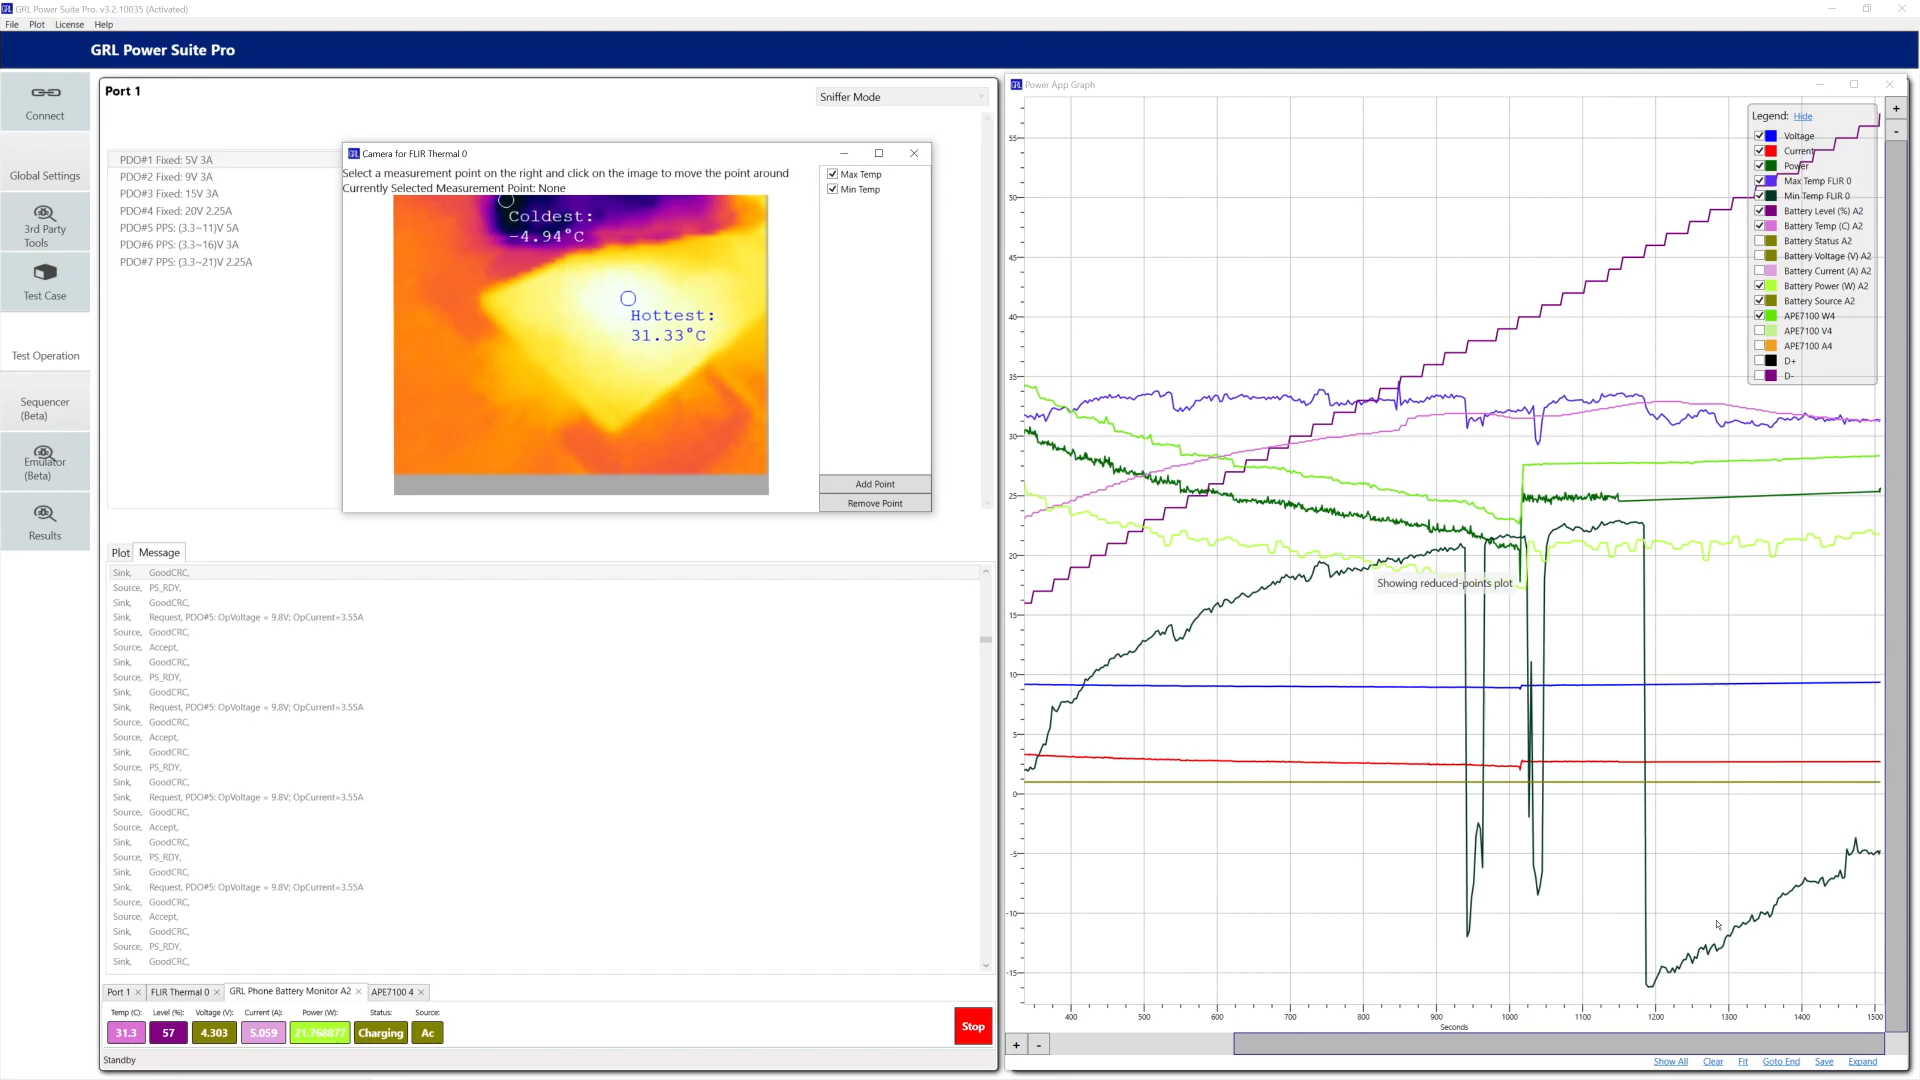 GRL Power Suite Pro. v3.2.10035 (Activated)
File Plot License Help
GRL Power Suite Pro
Connect
Global Settings
3rd Party
Tools
Test Case
Test Operation
Sequencer
(Beta)
Emulator
(Beta)
Results
Port 1
Sniffer Mode
PDO#1 Fixed: 5V 3A
PDO#2 Fixed: 9V 3A
PDO#3 Fixed: 15V 3A
PDO#4 Fixed: 20V 2.25A
PDO#5 PPS: (3.3~11)V 5A
PDO#6 PPS: (3.3~16)V 3A
PDO#7 PPS: (3.3~21)V 2.25A
GRL Camera for FLIR Thermal 0
Select a measurement point on the right and click on the image to move the point around
Currently Selected Measurement Point: None
Coldest:
-4.94°C
Hottest:
31.33°C
Max Temp
Min Temp
Add Point
Remove Point
Plot Message
Sink, GoodCRC,
Source, PS_RDY,
Sink, GoodCRC,
Sink, Request, PDO#5: OpVoltage = 9.8V; OpCurrent=3.55A
Source, GoodCRC,
Source, Accept,
Sink, GoodCRC,
Source, PS_RDY,
Sink, GoodCRC,
Sink, Request, PDO#5: OpVoltage = 9.8V; OpCurrent=3.55A
Source, GoodCRC,
Source, Accept,
Sink, GoodCRC,
Source, PS_RDY,
Sink, GoodCRC,
Sink, Request, PDO#5: OpVoltage = 9.8V; OpCurrent=3.55A
Source, GoodCRC,
Source, Accept,
Sink, GoodCRC,
Source, PS_RDY,
Sink, GoodCRC,
Sink, Request, PDO#5: OpVoltage = 9.8V; OpCurrent=3.55A
Source, GoodCRC,
Source, Accept,
Sink, GoodCRC,
Source, PS_RDY,
Sink, GoodCRC,
Port 1 FLIR Thermal 0 GRL Phone Battery Monitor A2 APE7100 4
Temp (C): Level (%): Voltage (V): Current (A): Power (W): Status: Source:
31.3 57 4.303 5.059 21.768877 Charging Ac
Stop
Standby
GRL Power App Graph
Legend: Hide
Voltage
Current
Power
Max Temp FLIR 0
Min Temp FLIR 0
Battery Level (%) A2
Battery Temp (C) A2
Battery Status A2
Battery Voltage (V) A2
Battery Current (A) A2
Battery Power (W) A2
Battery Source A2
APE7100 W4
APE7100 V4
APE7100 A4
D+
D-
55
50
45
40
35
30
25
20
15
10
5
0
-5
-10
-15
Showing reduced-points plot
400 500 600 700 800 900 1000 1100 1200 1300 1400 1500
Seconds
+ -
+
-
Show All Clear Fit Goto End Save Expand